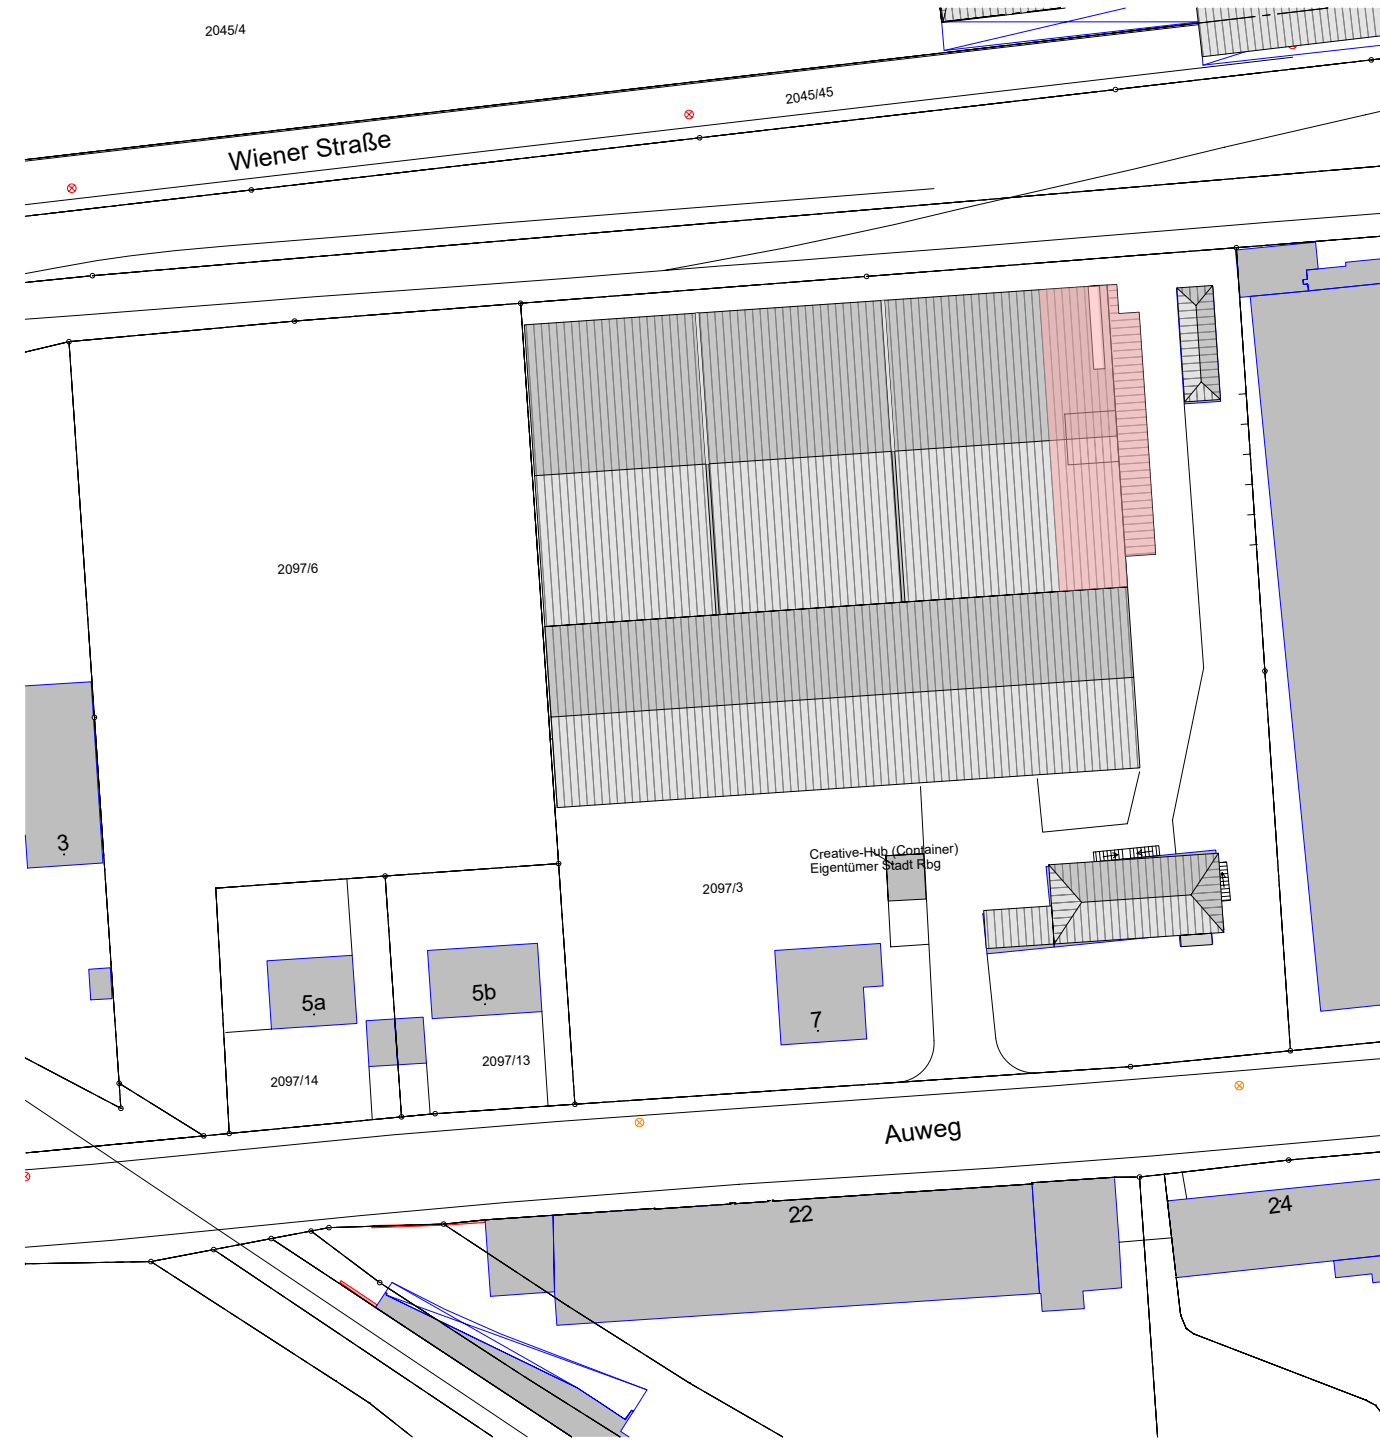 2045/4
2045/45
Wiener Straße
2097/6
3
Creative-Hub (Container)
Eigentümer Stadt Rbg
2097/3
5a
5b
7
2097/14
2097/13
Auweg
22
24